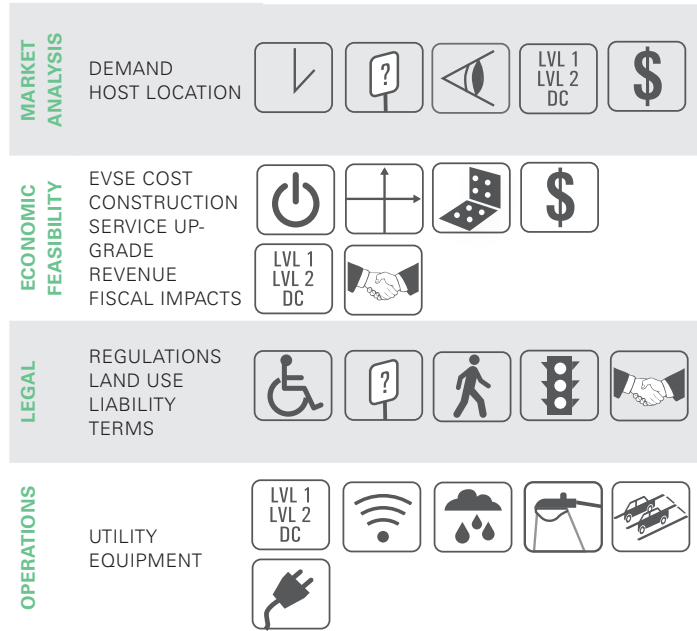 MARKET
ANALYSIS
DEMAND
HOST LOCATION
?
LVL 1
LVL 2
DC
$
ECONOMIC
FEASIBILITY
EVSE COST
CONSTRUCTION
SERVICE UP-
GRADE
REVENUE
FISCAL IMPACTS
$
LVL 1
LVL 2
DC
LEGAL
REGULATIONS
LAND USE
LIABILITY
TERMS
?
OPERATIONS
UTILITY
EQUIPMENT
LVL 1
LVL 2
DC